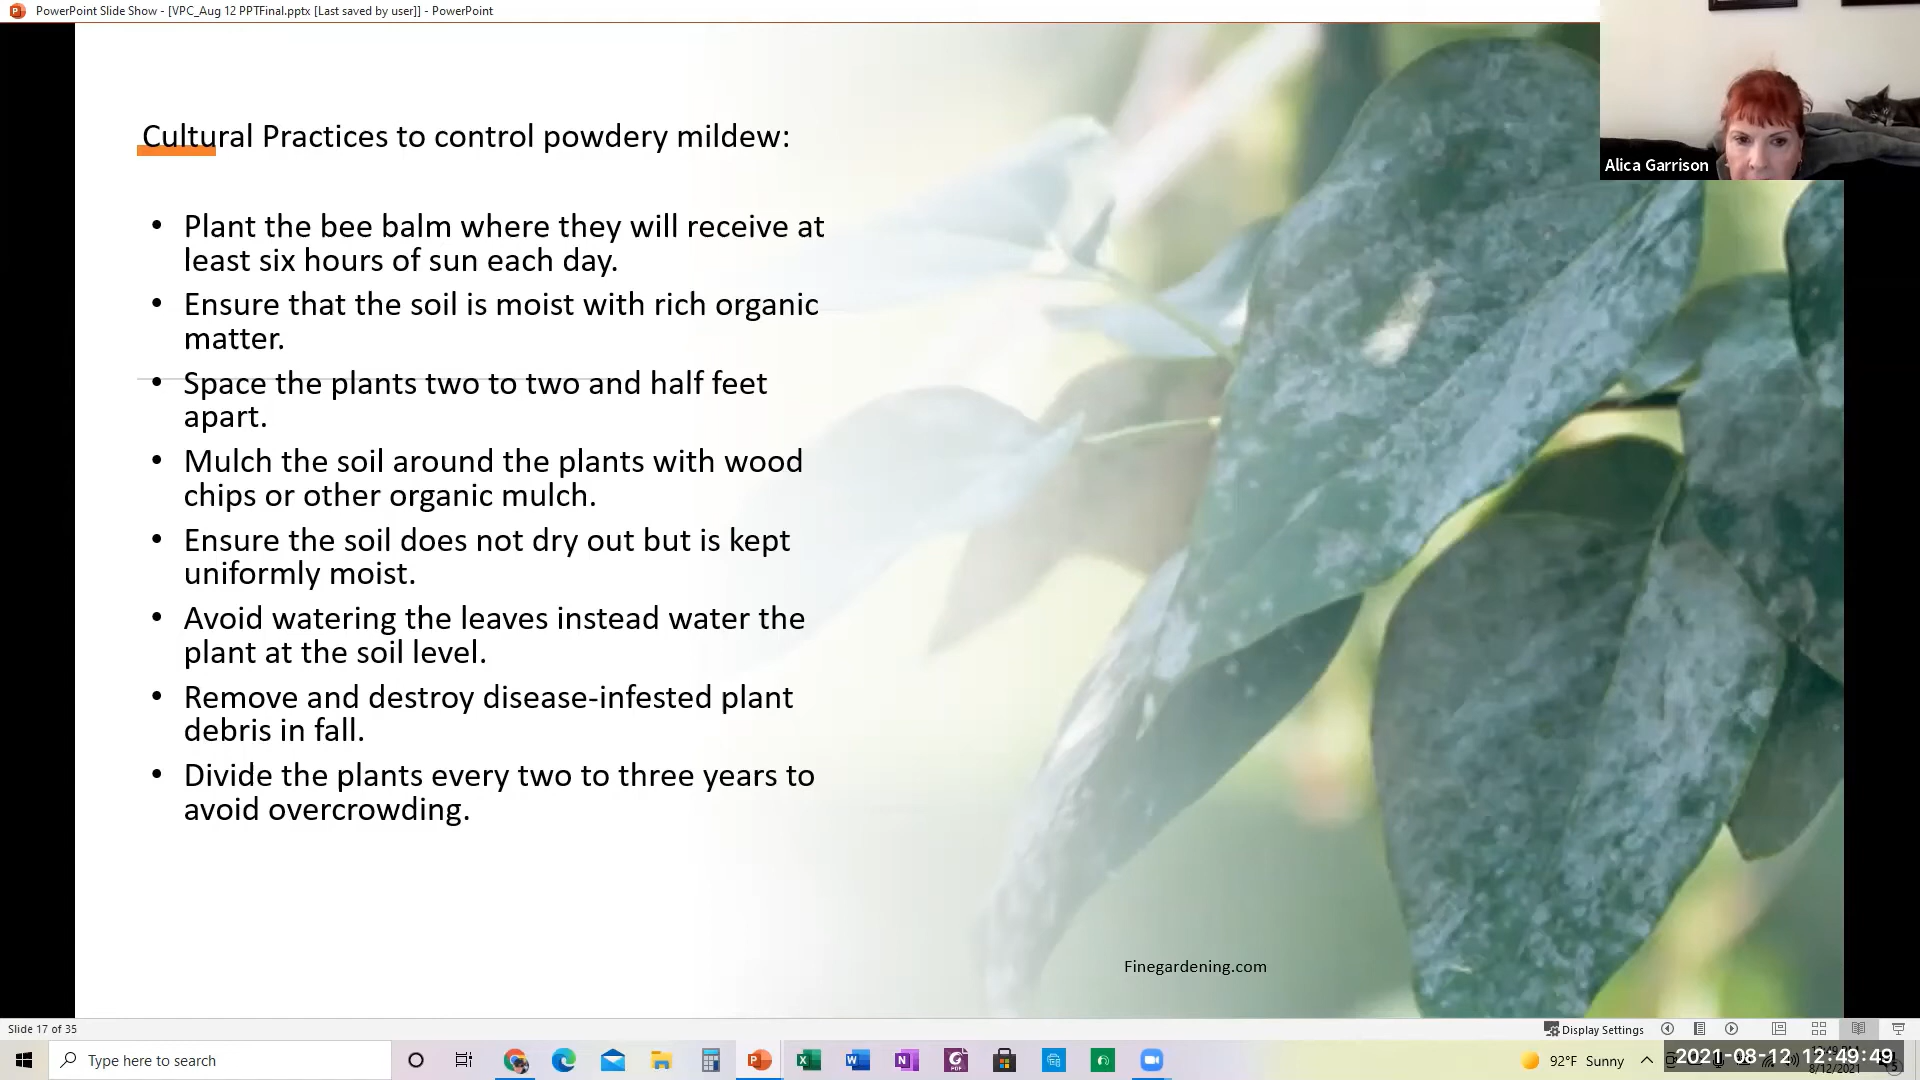 PowerPoint Slide Show - [VPC_Aug 12 PPTFinal.pptx [Last saved by user]] - PowerPoint
Alica Garrison
Cultural Practices to control powdery mildew:
• Plant the bee balm where they will receive at
least six hours of sun each day.
• Ensure that the soil is moist with rich organic
matter.
• Space the plants two to two and half feet
apart.
• Mulch the soil around the plants with wood
chips or other organic mulch.
• Ensure the soil does not dry out but is kept
uniformly moist.
• Avoid watering the leaves instead water the
plant at the soil level.
• Remove and destroy disease-infested plant
debris in fall.
• Divide the plants every two to three years to
avoid overcrowding.
Finegardening.com
Slide 17 of 35
Display Settings
Type here to search
92°F Sunny
2021-08-12 12:49:49
8/12/2021